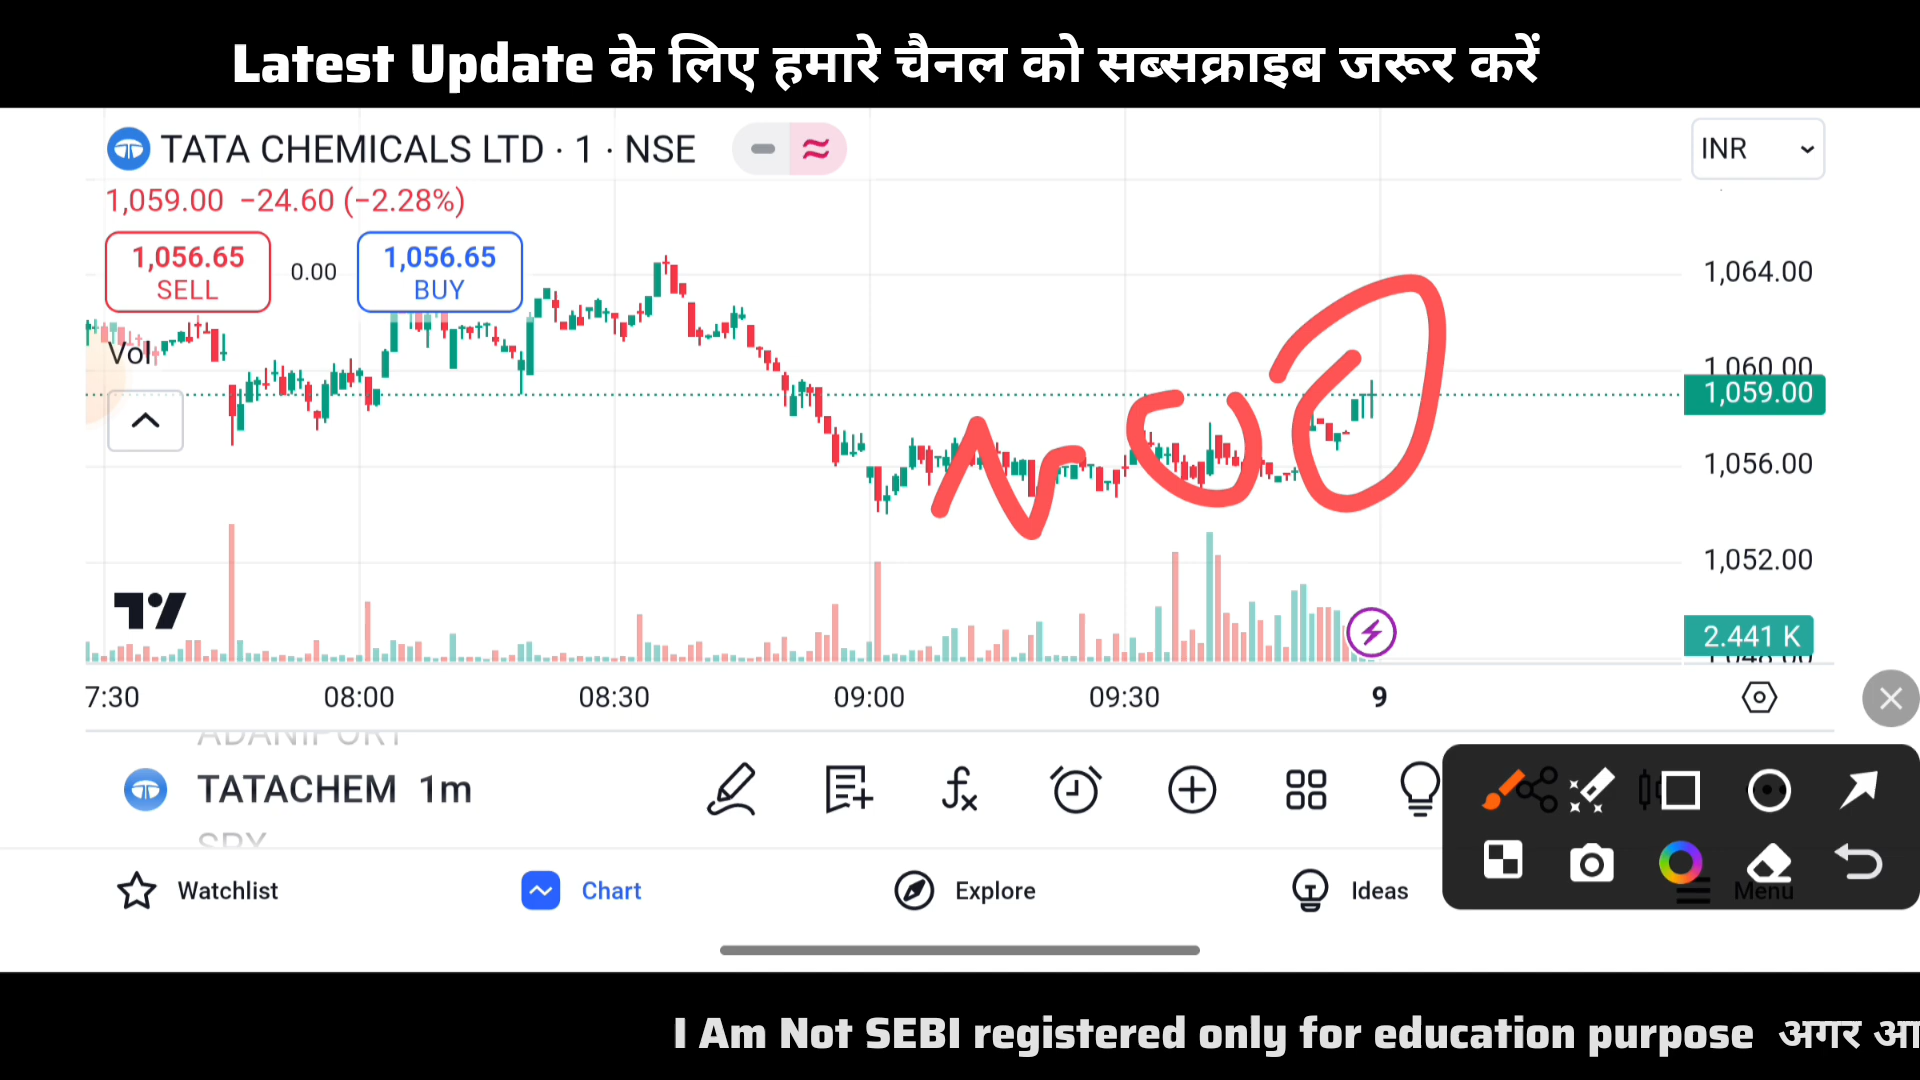 Latest Update के लिए हमारे चैनल को सब्सक्राइब जरूर करें
TATA CHEMICALS LTD · 1 · NSE
INR
1,059.00 −24.60 (−2.28%)
1,056.65
SELL
0.00
1,056.65
BUY
Vol
1,064.00
1,060.00
1,059.00
1,056.00
1,052.00
2.441 K
1,048.00
7:30 08:00 08:30 09:00 09:30 9
ADANIPORT
TATACHEM 1m
Watchlist
Chart
Explore
Ideas
Menu
I Am Not SEBI registered only for education purpose अगर आ